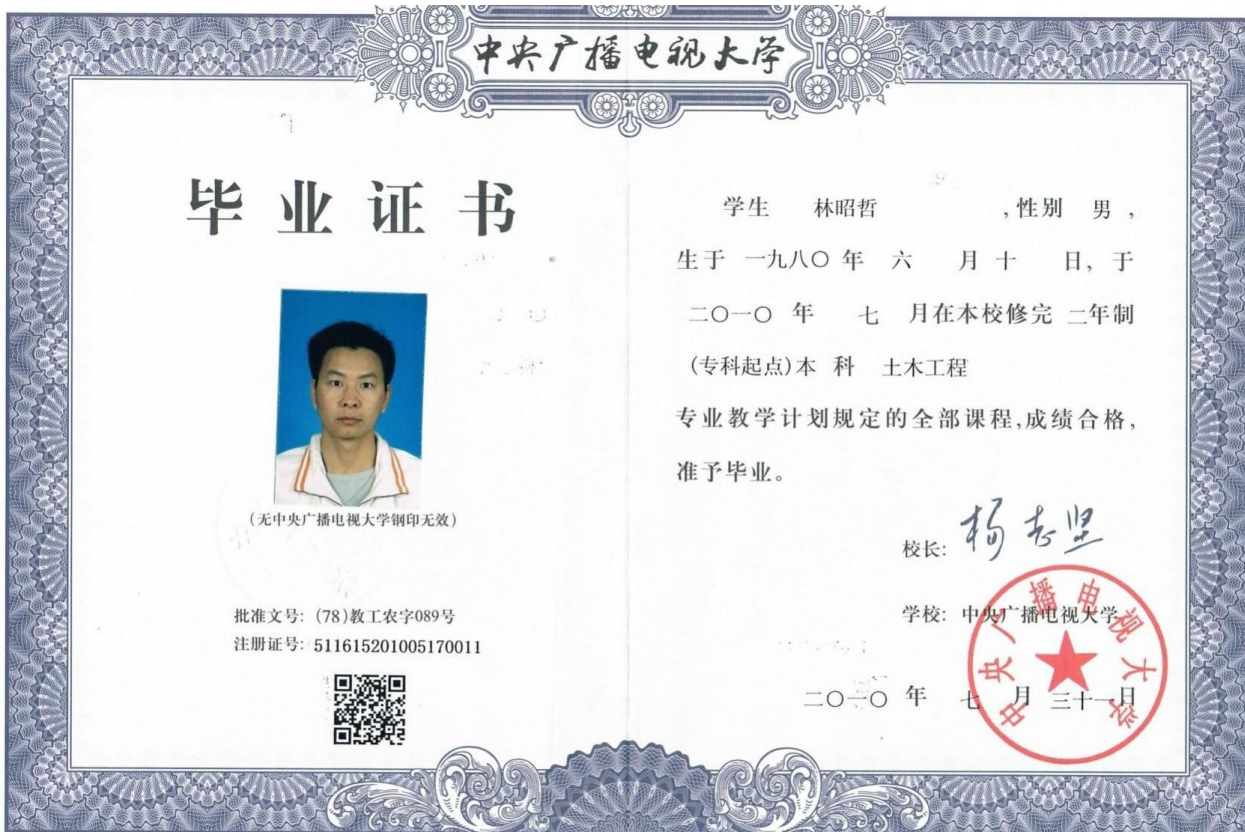 中央广播电视大学
毕业证书
(无中央广播电视大学钢印无效)
批准文号: (78)教工农字089号
注册证号: 511615201005170011
学生 林昭哲 ,性别 男 ,
生于 一九八〇 年 六 月 十 日, 于
二〇一〇 年 七 月在本校修完 二年制
(专科起点)本 科 土木工程
专业教学计划规定的全部课程,成绩合格,
准予毕业。
校长: 杨志坚
学校: 中央广播电视大学
中央广播电视大学
二〇一〇 年 七 月 三十一日